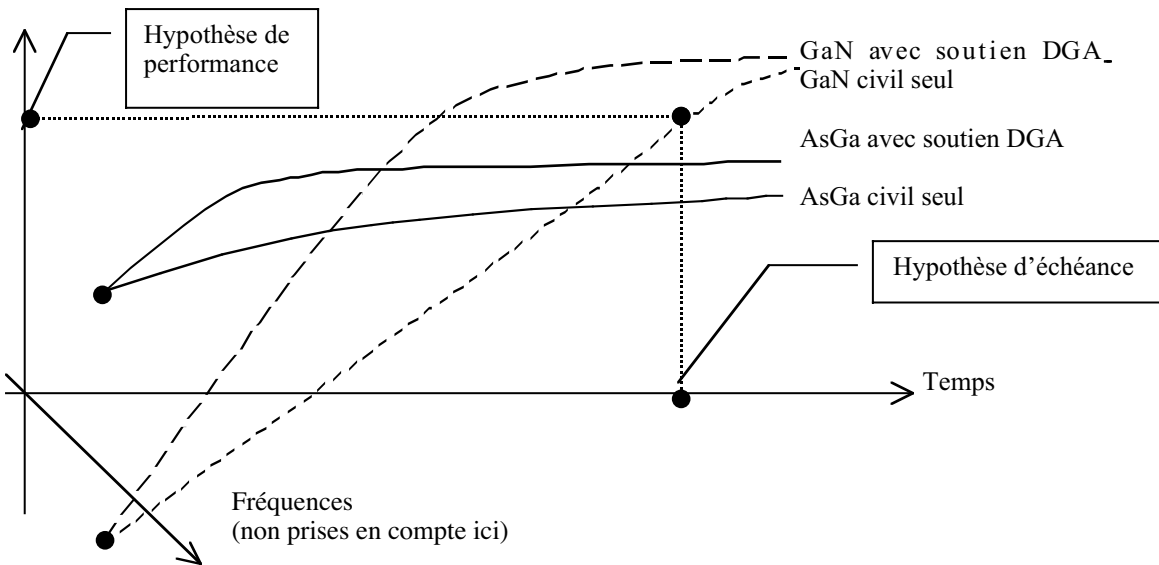 Hypothèse de
performance
GaN avec soutien DGA
GaN civil seul
AsGa avec soutien DGA
AsGa civil seul
Hypothèse d’échéance
Temps
Fréquences
(non prises en compte ici)